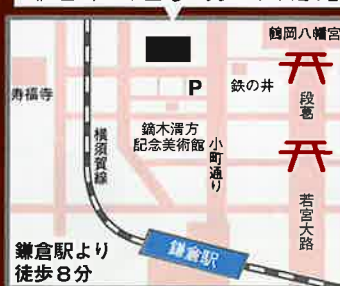 鶴岡八幡宮
寿福寺
P
鉄の井
段葛
鏑木清方
記念美術館
小町通り
横須賀線
若宮大路
鎌倉駅
鎌倉駅より
徒歩8分